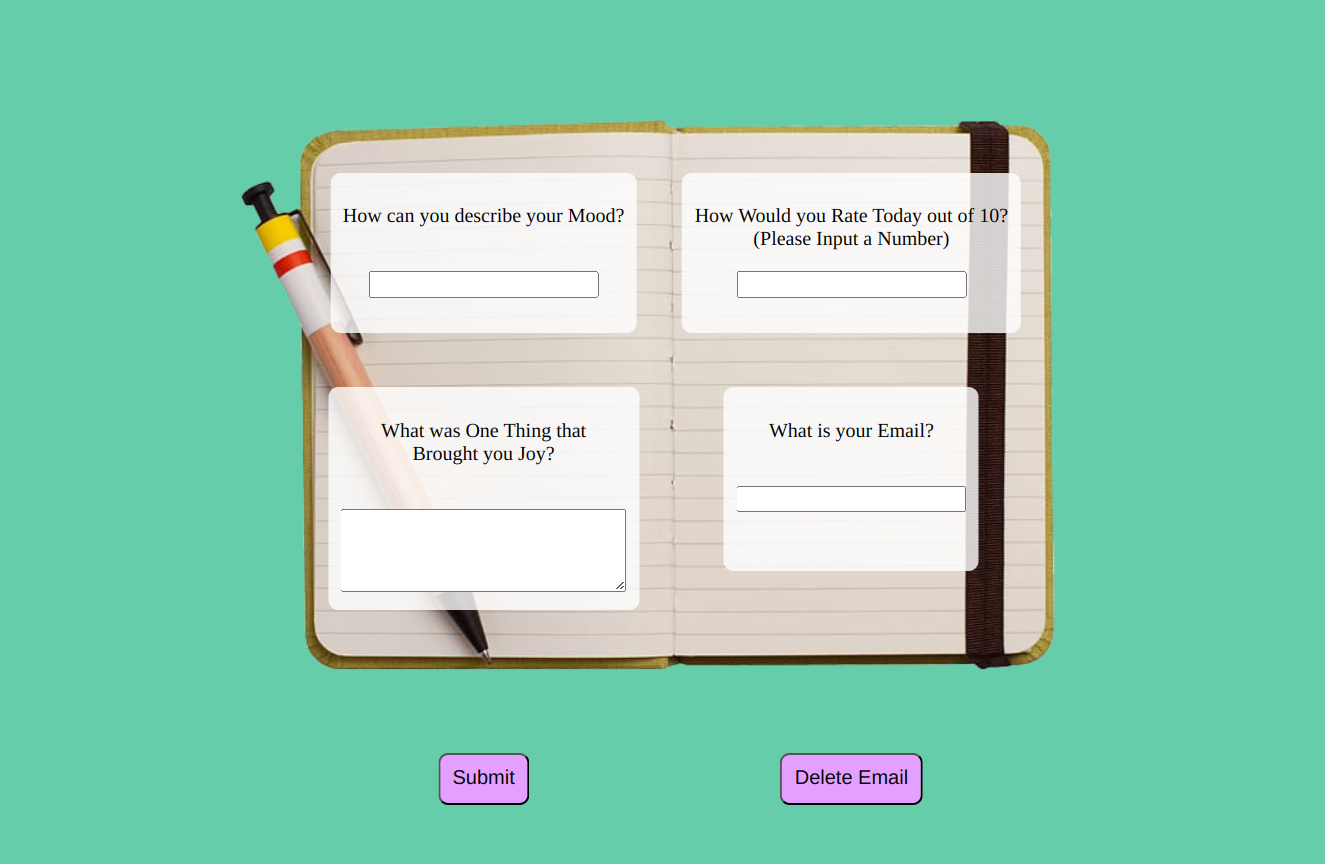 How can you describe your Mood?
How Would you Rate Today out of 10?
(Please Input a Number)
What was One Thing that
Brought you Joy?
What is your Email?
Submit
Delete Email